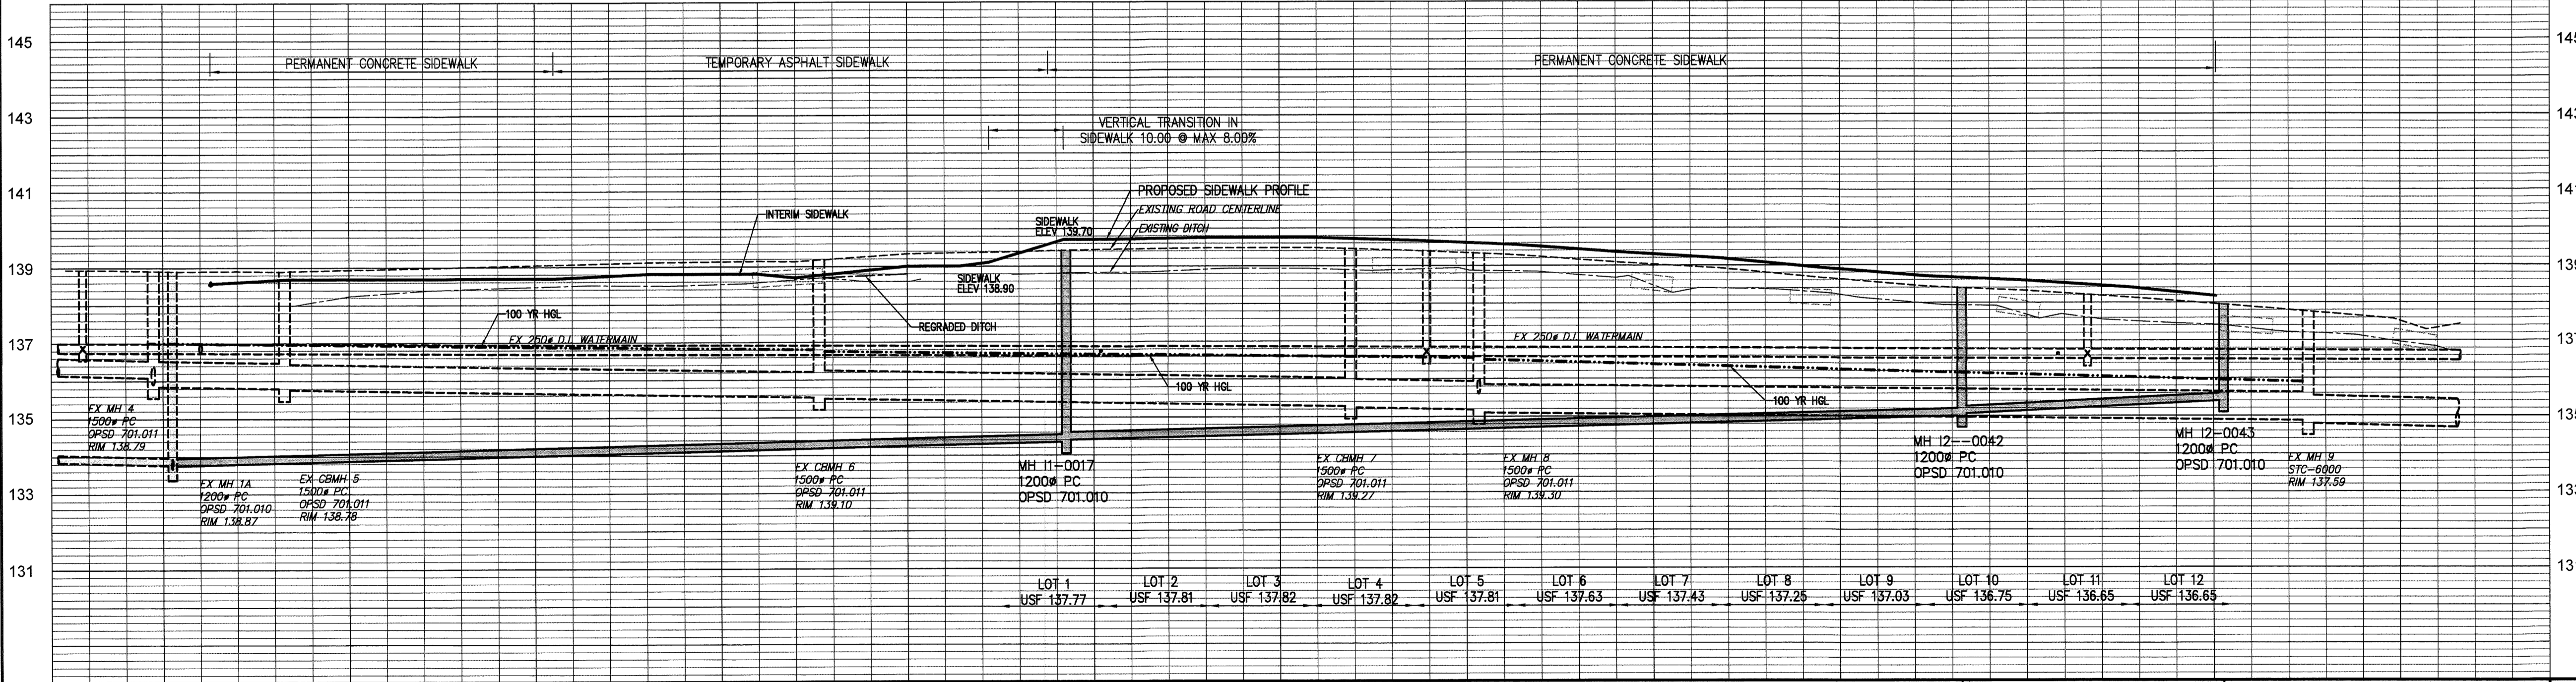 145
143
141
139
137
135
133
131
PERMANENT CONCRETE SIDEWALK
TEMPORARY ASPHALT SIDEWALK
PERMANENT CONCRETE SIDEWALK
VERTICAL TRANSITION IN
SIDEWALK 10.00 @ MAX 8.00%
PROPOSED SIDEWALK PROFILE
EXISTING ROAD CENTERLINE
EXISTING DITCH
INTERIM SIDEWALK
SIDEWALK
ELEV 139.70
SIDEWALK
ELEV 138.90
REGRADED DITCH
100 YR HGL
EX 250ø D.I. WATERMAIN
100 YR HGL
EX 250ø D.I. WATERMAIN
100 YR HGL
EX MH 4
1500ø PC
OPSD 701.011
RIM 138.79
EX MH 1A
1200ø PC
OPSD 701.010
RIM 138.87
EX CBMH 5
1500ø PC
OPSD 701.011
RIM 138.78
EX CBMH 6
1500ø PC
OPSD 701.011
RIM 139.10
MH I1-0017
1200ø PC
OPSD 701.010
EX CBMH 7
1500ø PC
OPSD 701.011
RIM 139.27
EX MH 8
1500ø PC
OPSD 701.011
RIM 139.30
MH I2--0042
1200ø PC
OPSD 701.010
MH I2-0043
1200ø PC
OPSD 701.010
EX MH 9
STC-6000
RIM 137.59
LOT 1
USF 137.77
LOT 2
USF 137.81
LOT 3
USF 137.82
LOT 4
USF 137.82
LOT 5
USF 137.81
LOT 6
USF 137.63
LOT 7
USF 137.43
LOT 8
USF 137.25
LOT 9
USF 137.03
LOT 10
USF 136.75
LOT 11
USF 136.65
LOT 12
USF 136.65